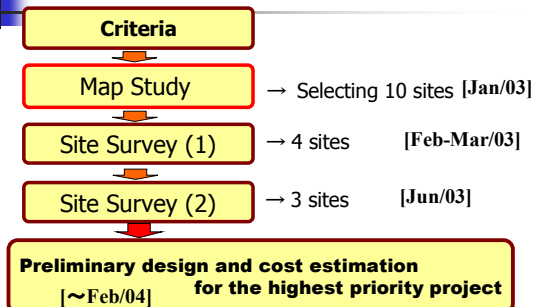 Criteria
Map Study → Selecting 10 sites [Jan/03]
Site Survey (1) → 4 sites [Feb-Mar/03]
Site Survey (2) → 3 sites [Jun/03]
Preliminary design and cost estimation
[～Feb/04] for the highest priority project